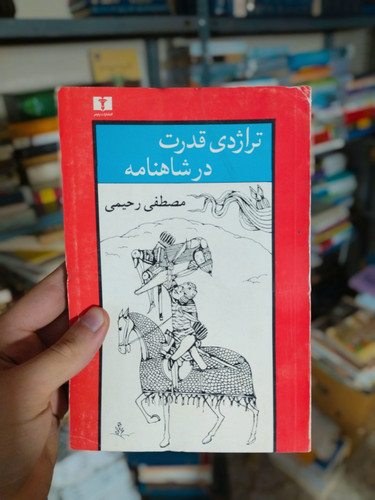 تراژدی قدرت
در شاهنامه
مصطفی رحیمی